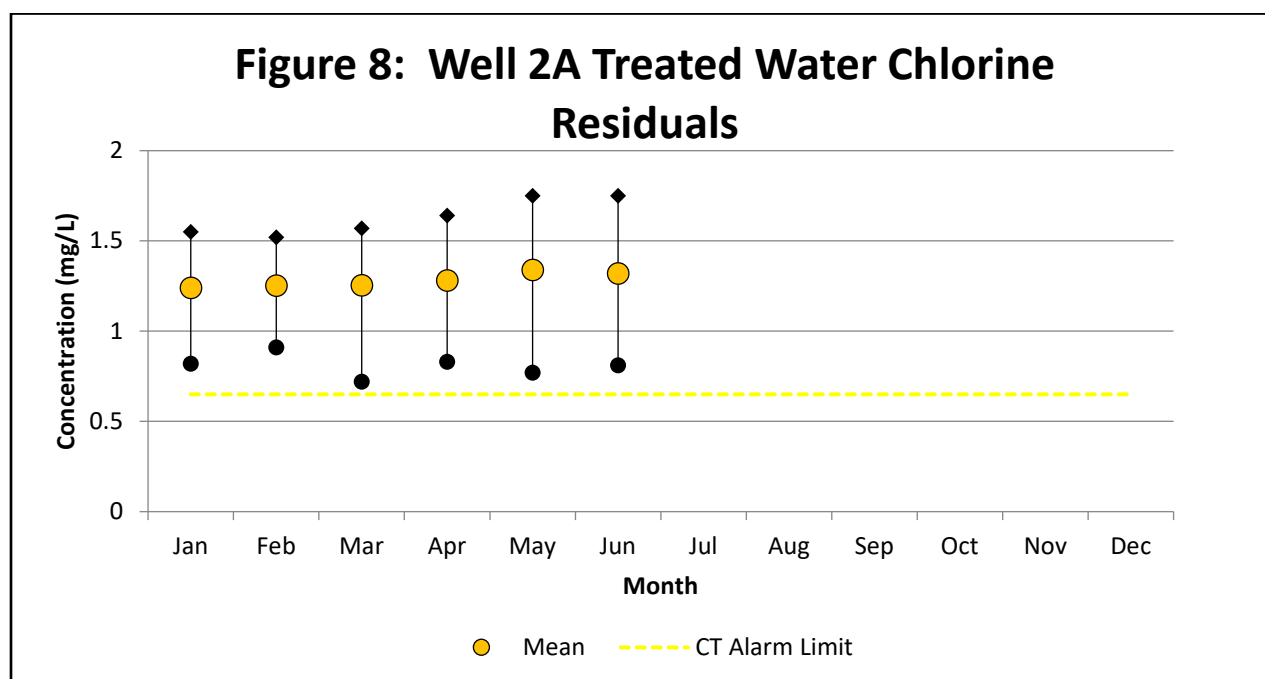 Figure 8:  Well 2A Treated Water Chlorine
Residuals
2
1.5
1
0.5
0
Concentration (mg/L)
Jan Feb Mar Apr May Jun Jul Aug Sep Oct Nov Dec
Month
Mean CT Alarm Limit